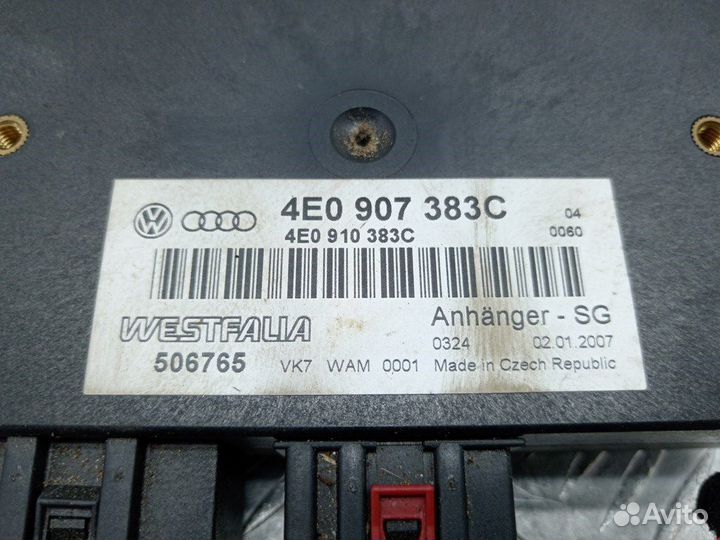 4E0 907 383C 04
4E0 910 383C 0060
WESTFALIA Anhänger - SG
0324 02.01.2007
506765 VK7 WAM 0001 Made in Czech Republic
Avito